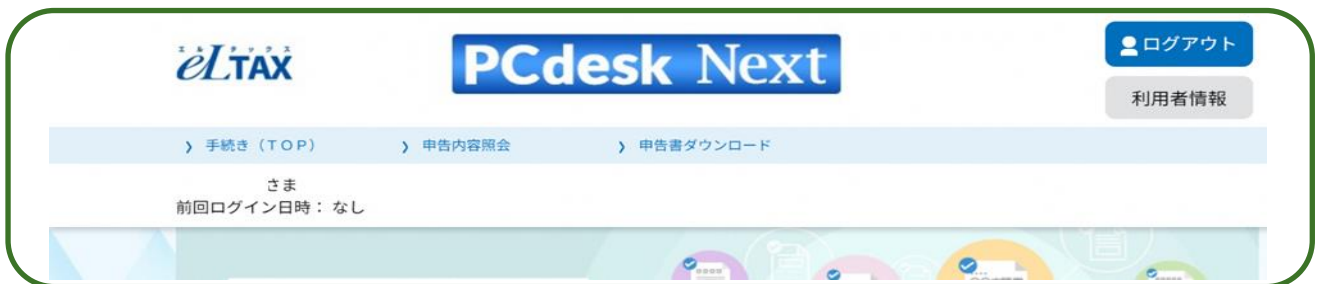 エルタックス
eLTAX
PCdesk Next
ログアウト
利用者情報
手続き（TOP）
申告内容照会
申告書ダウンロード
さま
前回ログイン日時： なし